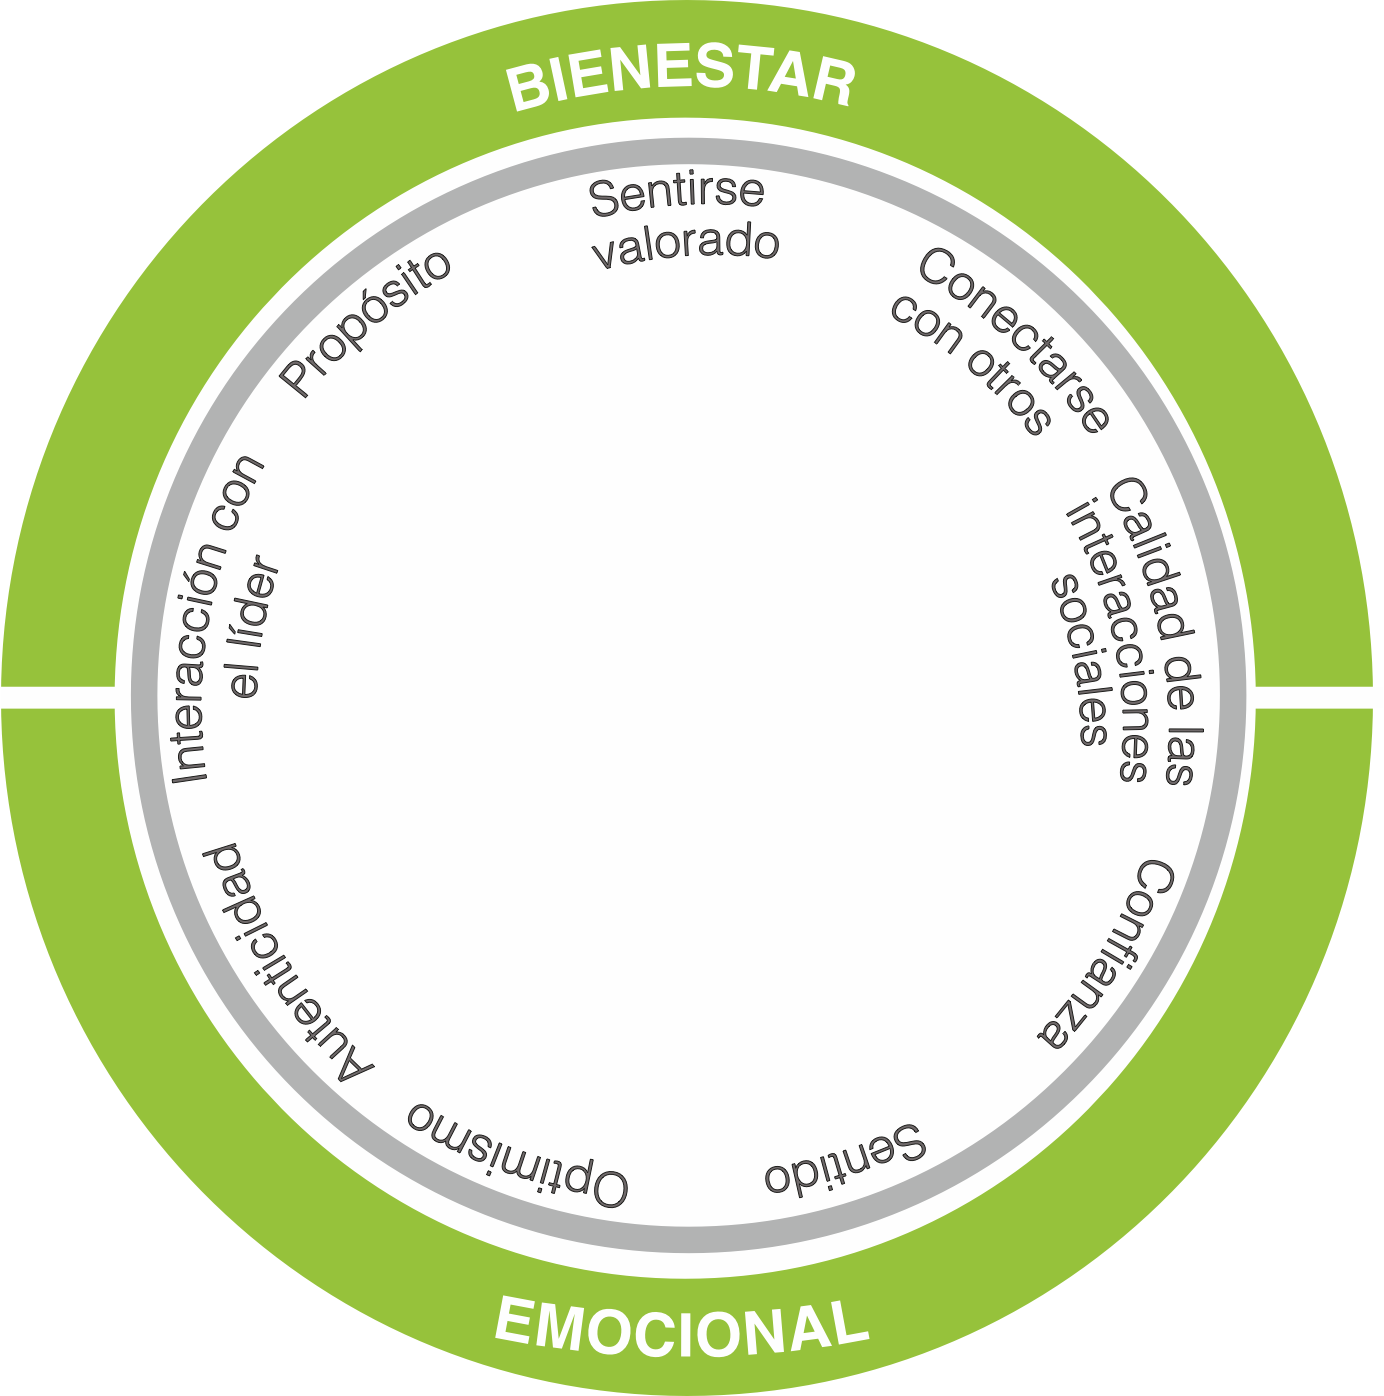 BIENESTAR
Sentirse
valorado
Conectarse
con otros
Calidad de las
interacciones
sociales
Confianza
Sentido
Optimismo
Autenticidad
Interacción con
el líder
Propósito
EMOCIONAL